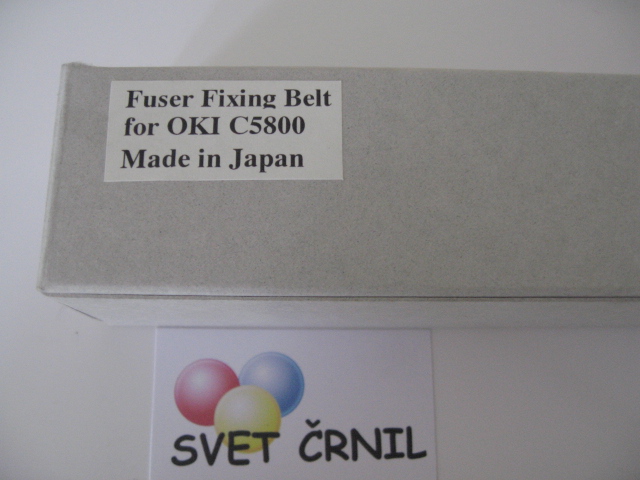 Fuser Fixing Belt
for OKI C5800
Made in Japan
SVET ČRNIL